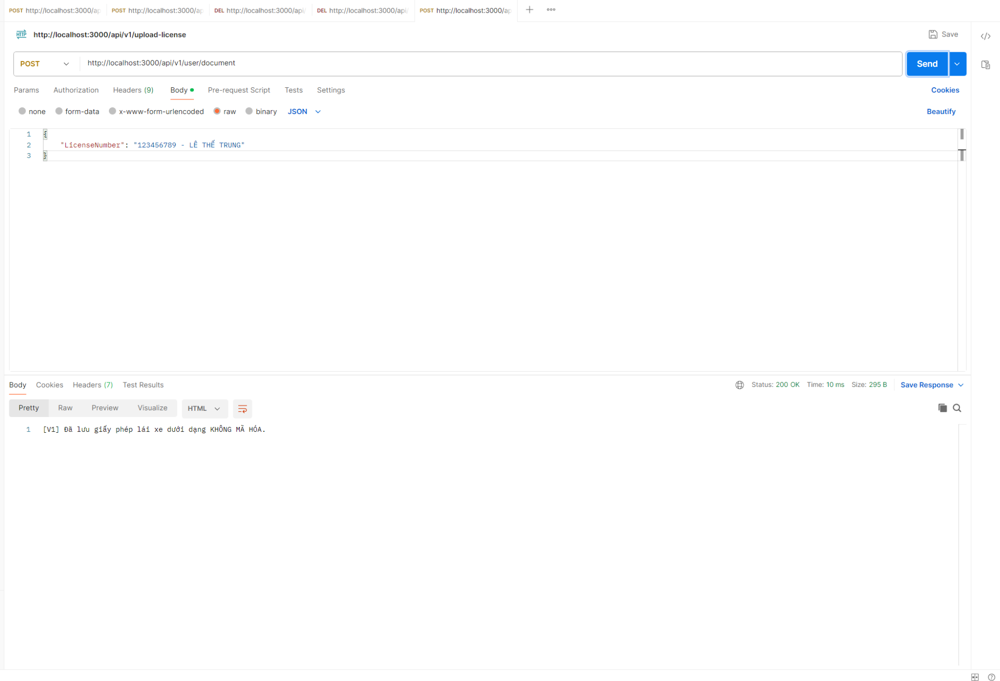 POST http://localhost:3000/ap POST http://localhost:3000/ap DEL http://localhost:3000/api/ DEL http://localhost:3000/api/ POST http://localhost:3000/ap
HTTP http://localhost:3000/api/v1/upload-license Save
POST http://localhost:3000/api/v1/user/document Send
Params Authorization Headers (9) Body Pre-request Script Tests Settings Cookies
none form-data x-www-form-urlencoded raw binary JSON Beautify
1 {
2 "LicenseNumber": "123456789 - LÊ THẾ TRUNG"
3 }
Body Cookies Headers (7) Test Results Status: 200 OK Time: 10 ms Size: 295 B Save Response
Pretty Raw Preview Visualize HTML
1 [V1] Đã lưu giấy phép lái xe dưới dạng KHÔNG MÃ HÓA.